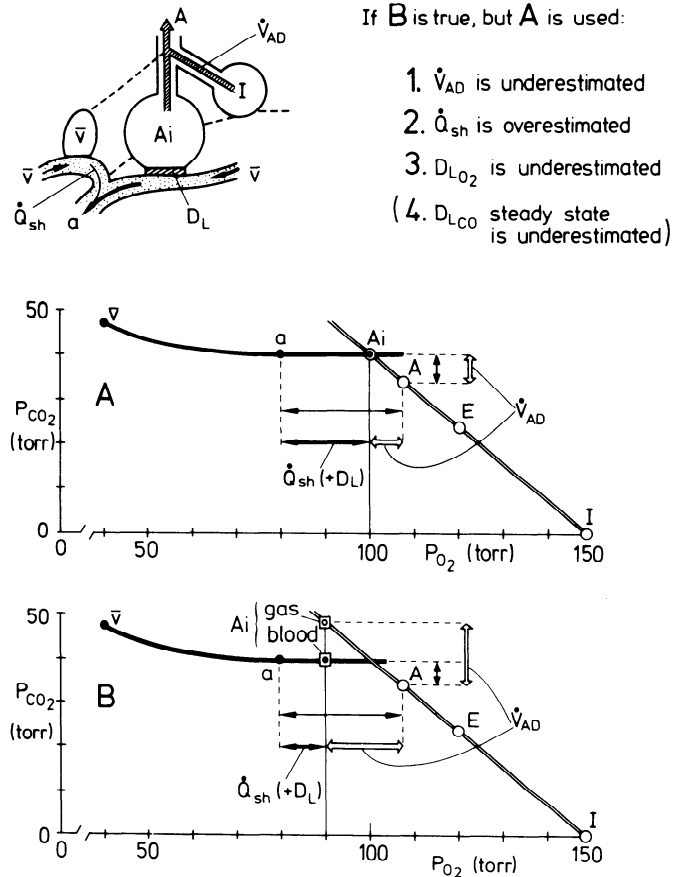 A
V̇AD
I
Ai
v̅
v̅
v̅
Q̇sh
a
DL
If B is true, but A is used:
1. V̇AD is underestimated
2. Q̇sh is overestimated
3. DLO2 is underestimated
(4. DLCO steady state
is underestimated)
50
PCO2
(torr)
0
A
v̅
a
Ai
A
E
I
V̇AD
Q̇sh (+DL)
0
50
100
150
PO2 (torr)
50
PCO2
(torr)
0
B
v̅
Ai
gas
blood
a
A
E
I
V̇AD
Q̇sh (+DL)
0
50
100
150
PO2 (torr)